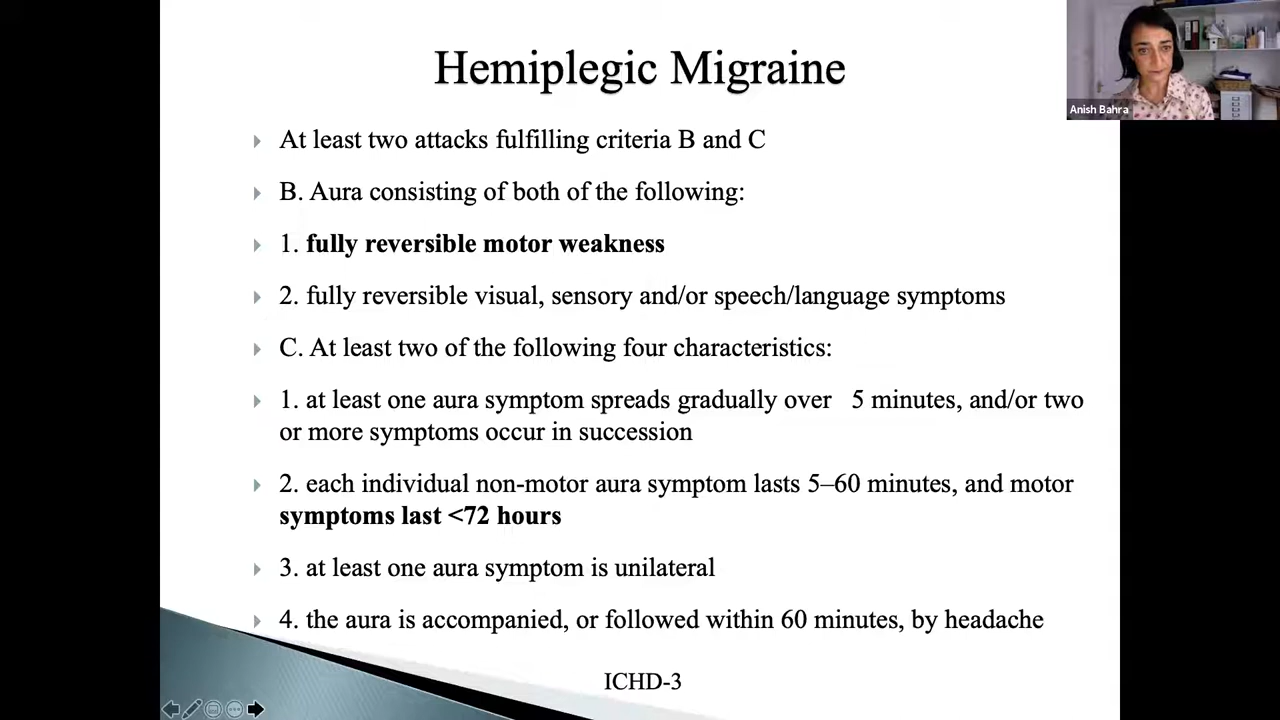 Hemiplegic Migraine
Anish Bahra
At least two attacks fulfilling criteria B and C
B. Aura consisting of both of the following:
1. fully reversible motor weakness
2. fully reversible visual, sensory and/or speech/language symptoms
C. At least two of the following four characteristics:
1. at least one aura symptom spreads gradually over 5 minutes, and/or two
or more symptoms occur in succession
2. each individual non-motor aura symptom lasts 5–60 minutes, and motor
symptoms last <72 hours
3. at least one aura symptom is unilateral
4. the aura is accompanied, or followed within 60 minutes, by headache
ICHD-3